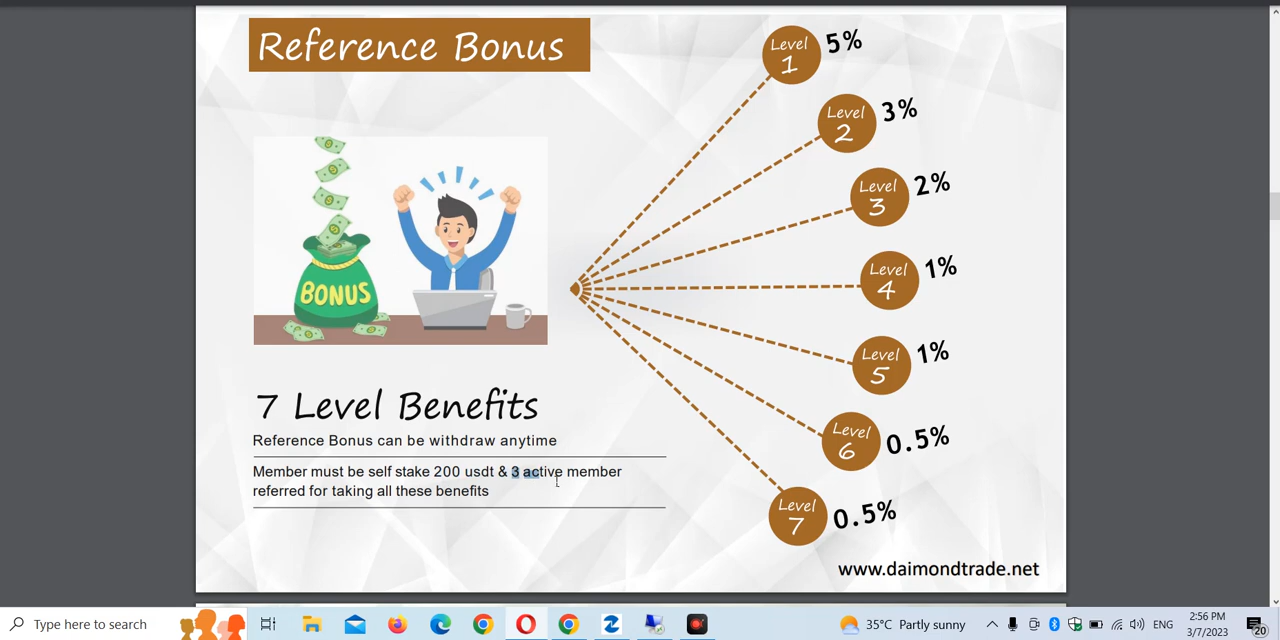 Reference Bonus
Level 1 5%
Level 2 3%
Level 3 2%
Level 4 1%
Level 5 1%
Level 6 0.5%
Level 7 0.5%
BONUS
7 Level Benefits
Reference Bonus can be withdraw anytime
Member must be self stake 200 usdt & 3 active member
referred for taking all these benefits
www.daimondtrade.net
Type here to search
35°C Partly sunny
ENG
2:56 PM
3/7/2023
20